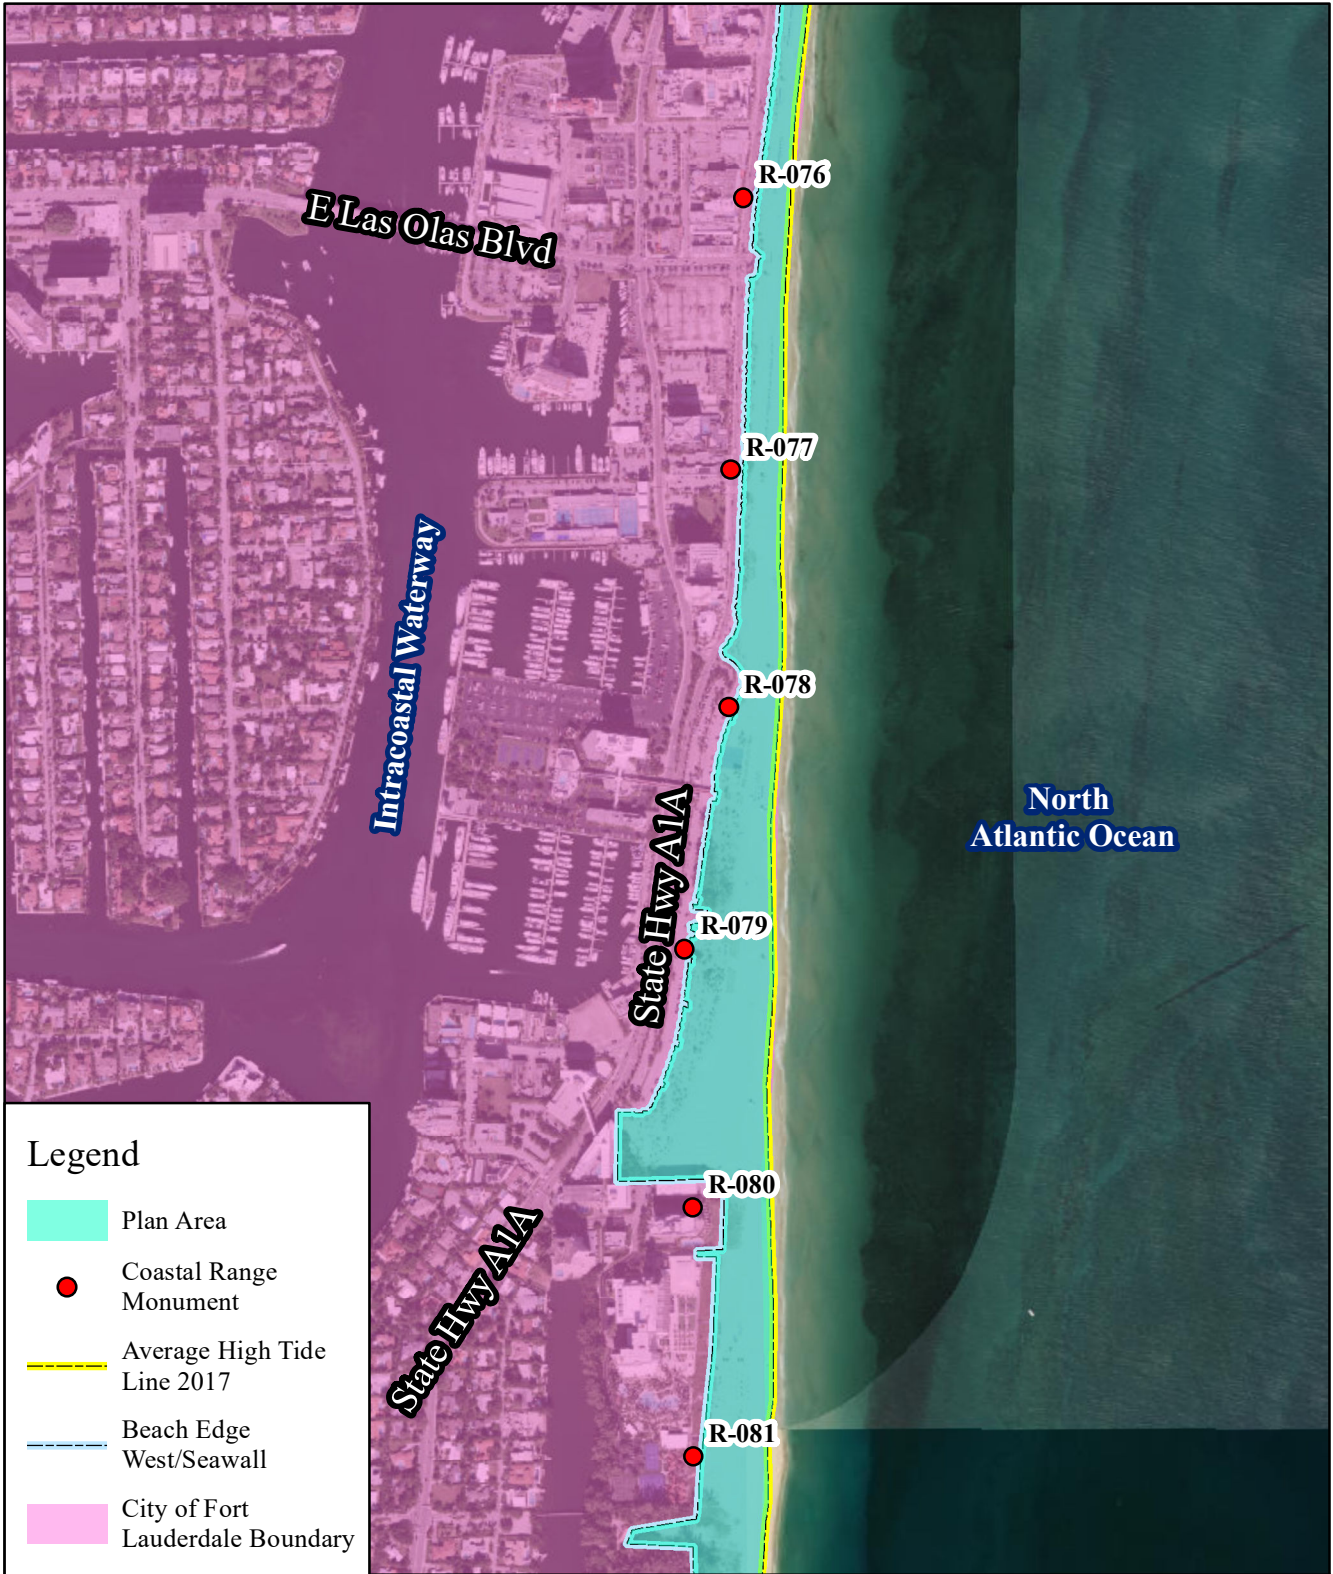 R-076
E Las Olas Blvd
R-077
Intracoastal Waterway
R-078
North
Atlantic Ocean
State Hwy A1A
R-079
R-080
State Hwy A1A
R-081
Legend
Plan Area
Coastal Range
Monument
Average High Tide
Line 2017
Beach Edge
West/Seawall
City of Fort
Lauderdale Boundary